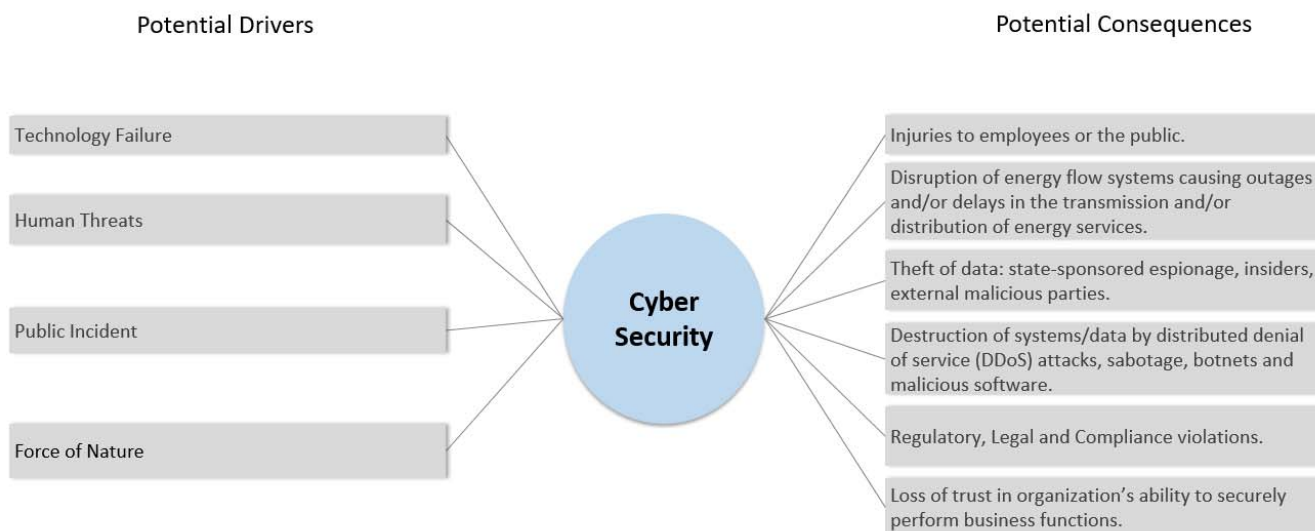 Potential Drivers
Potential Consequences
Technology Failure
Human Threats
Public Incident
Force of Nature
Cyber
Security
Injuries to employees or the public.
Disruption of energy flow systems causing outages
and/or delays in the transmission and/or
distribution of energy services.
Theft of data: state-sponsored espionage, insiders,
external malicious parties.
Destruction of systems/data by distributed denial
of service (DDoS) attacks, sabotage, botnets and
malicious software.
Regulatory, Legal and Compliance violations.
Loss of trust in organization’s ability to securely
perform business functions.